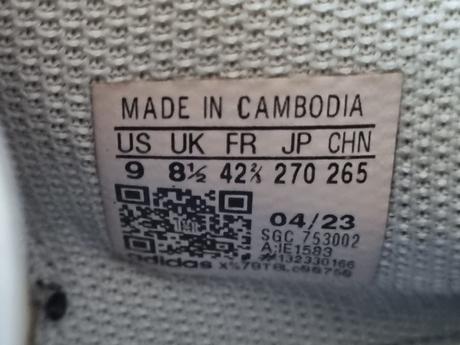 MADE IN CAMBODIA
US UK FR JP CHN
9 8½ 42⅔ 270 265
04/23
SGC 753002
A:IE1583
#132330166
adidas